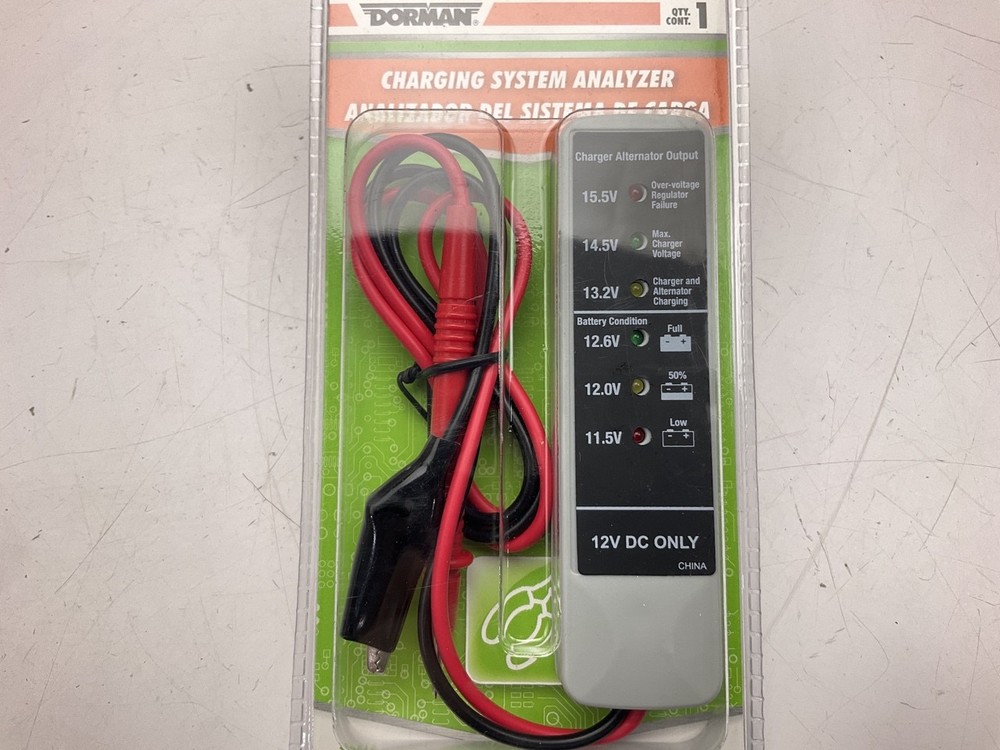 DORMAN®
QTY.
CONT. 1
CHARGING SYSTEM ANALYZER
ANALIZADOR DEL SISTEMA DE CARGA
Charger Alternator Output
15.5V Over-voltage
Regulator
Failure
14.5V Max.
Charger
Voltage
13.2V Charger and
Alternator
Charging
Battery Condition
12.6V Full
- +
12.0V 50%
- +
11.5V Low
- +
12V DC ONLY
CHINA